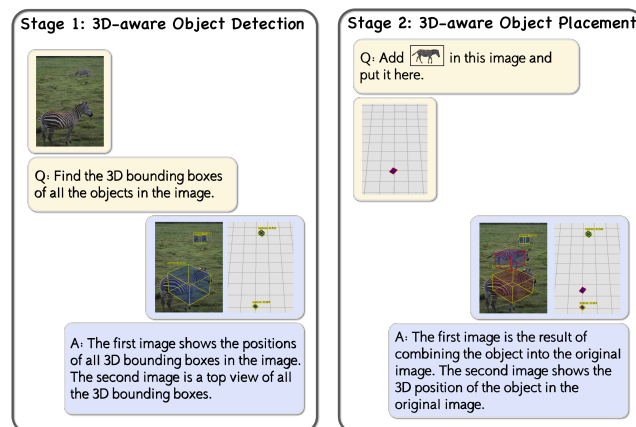 Stage 1: 3D-aware Object Detection
Q: Find the 3D bounding boxes
of all the objects in the image.
A: The first image shows the positions
of all 3D bounding boxes in the image.
The second image is a top view of all
the 3D bounding boxes.
Stage 2: 3D-aware Object Placement
Q: Add in this image and
put it here.
A: The first image is the result of
combining the object into the original
image. The second image shows the
3D position of the object in the
original image.